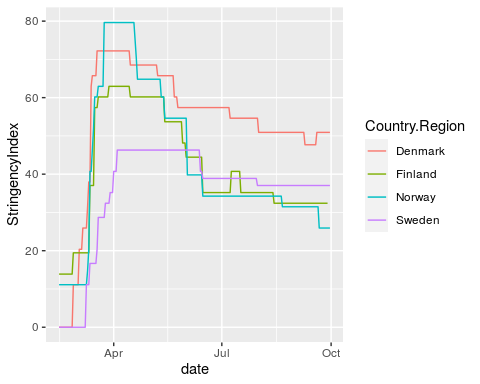 80
60
40
20
0
StringencyIndex
Apr
Jul
Oct
date
Country.Region
Denmark
Finland
Norway
Sweden